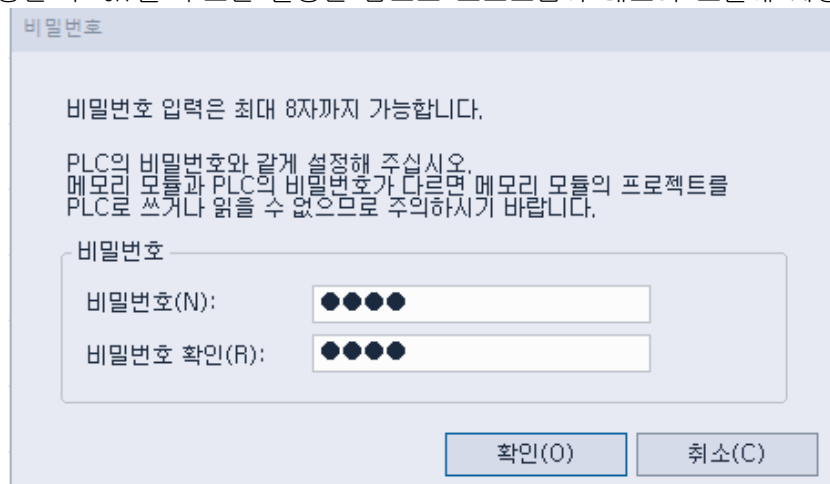 비밀번호
비밀번호 입력은 최대 8자까지 가능합니다.
PLC의 비밀번호와 같게 설정해 주십시오.
메모리 모듈과 PLC의 비밀번호가 다르면 메모리 모듈의 프로젝트를
PLC로 쓰거나 읽을 수 없으므로 주의하시기 바랍니다.
비밀번호
비밀번호(N): ●●●●
비밀번호 확인(R): ●●●●
확인(O) 취소(C)